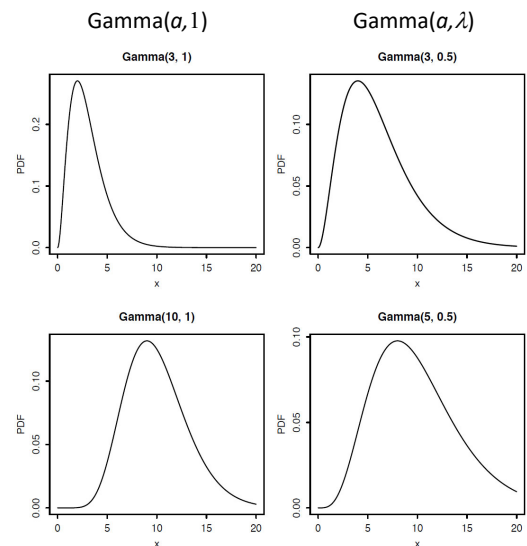 Gamma(a,1)
Gamma(a,λ)
Gamma(3, 1)
PDF
0.0 0.1 0.2
0 5 10 15 20
x
Gamma(3, 0.5)
PDF
0.00 0.05 0.10
0 5 10 15 20
x
Gamma(10, 1)
PDF
0.00 0.05 0.10
0 5 10 15 20
x
Gamma(5, 0.5)
PDF
0.00 0.05 0.10
0 5 10 15 20
x